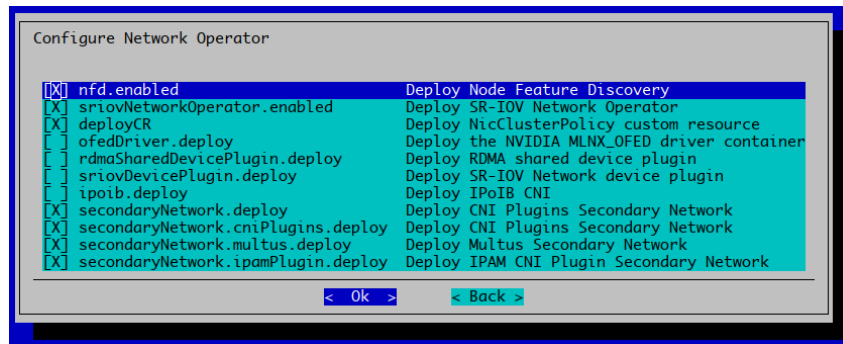 Configure Network Operator
[X] nfd.enabled Deploy Node Feature Discovery
[X] sriovNetworkOperator.enabled Deploy SR-IOV Network Operator
[X] deployCR Deploy NicClusterPolicy custom resource
[ ] ofedDriver.deploy Deploy the NVIDIA MLNX_OFED driver container
[ ] rdmaSharedDevicePlugin.deploy Deploy RDMA shared device plugin
[ ] sriovDevicePlugin.deploy Deploy SR-IOV Network device plugin
[ ] ipoib.deploy Deploy IPoIB CNI
[X] secondaryNetwork.deploy Deploy CNI Plugins Secondary Network
[X] secondaryNetwork.cniPlugins.deploy Deploy CNI Plugins Secondary Network
[X] secondaryNetwork.multus.deploy Deploy Multus Secondary Network
[X] secondaryNetwork.ipamPlugin.deploy Deploy IPAM CNI Plugin Secondary Network
< Ok > < Back >